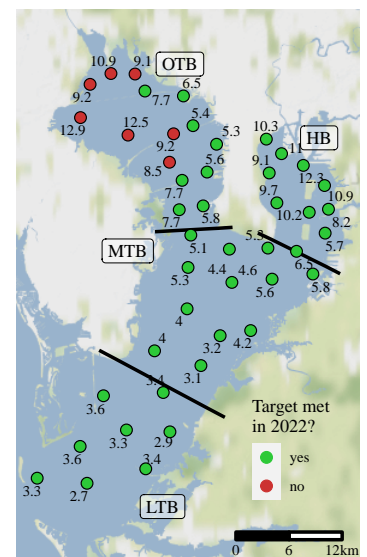 10.9 9.1 OTB
9.2 7.7 6.5
12.9 12.5 5.4
9.2 5.3 10.3 HB
8.5 5.6 9.1 11
7.7 12.3
7.7 5.8 9.7 10.2 10.9
8.2
MTB 5.1 5.3 5.7
5.3 4.4 4.6 6.5
5.6 5.8
4
4 3.2 4.2
3.4 3.1
3.6
Target met
in 2022?
3.3 2.9
3.6 yes
3.4
3.3 2.7 no
LTB
0 6 12km